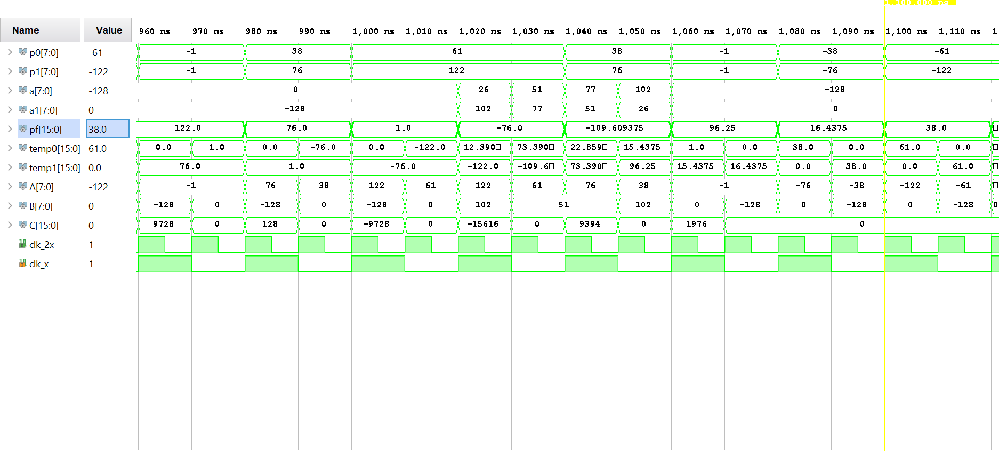 1,100.000 ns
Name Value 960 ns 970 ns 980 ns 990 ns 1,000 ns 1,010 ns 1,020 ns 1,030 ns 1,040 ns 1,050 ns 1,060 ns 1,070 ns 1,080 ns 1,090 ns 1,100 ns 1,110 ns 1
p0[7:0] -61 -1 38 61 38 -1 -38 -61
p1[7:0] -122 -1 76 122 76 -1 -76 -122
a[7:0] -128 0 26 51 77 102 -128
a1[7:0] 0 -128 102 77 51 26 0
pf[15:0] 38.0 122.0 76.0 1.0 -76.0 -109.609375 96.25 16.4375 38.0 □
temp0[15:0] 61.0 0.0 1.0 0.0 -76.0 0.0 -122.0 12.390□ 73.390□ 22.859□ 15.4375 1.0 0.0 38.0 0.0 61.0 0.0 □
temp1[15:0] 0.0 76.0 1.0 -76.0 -122.0 -109.6□ 73.390□ 96.25 15.4375 16.4375 0.0 38.0 0.0 61.0 □
A[7:0] -122 -1 76 38 122 61 122 61 76 38 -1 -76 -38 -122 -61 □
B[7:0] 0 -128 0 -128 0 -128 0 102 51 102 0 -128 0 -128 0 -128 0
C[15:0] 0 9728 0 128 0 -9728 0 -15616 0 9394 0 1976 0
clk_2x 1
clk_x 1